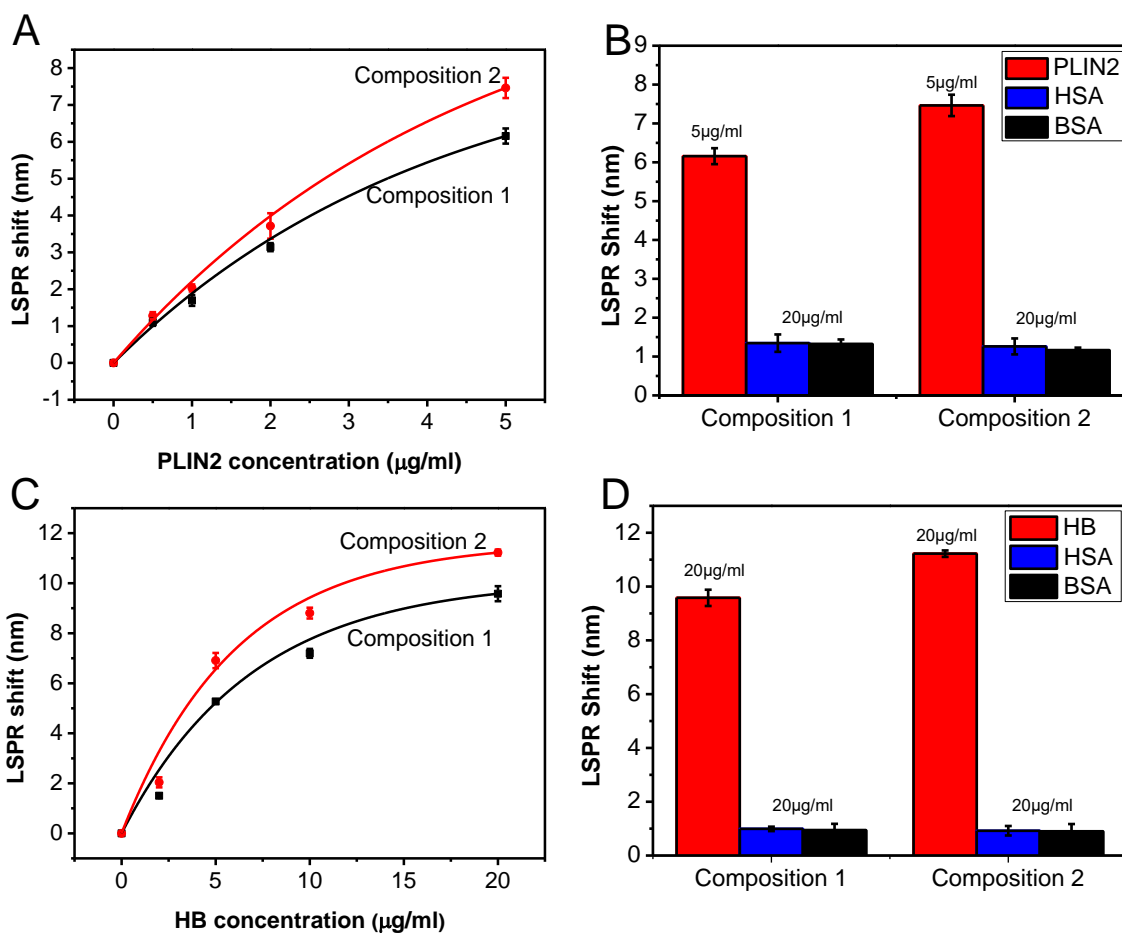 A
LSPR shift (nm)
8
7
6
5
4
3
2
1
0
-1
Composition 2
Composition 1
0 1 2 3 4 5
PLIN2 concentration (μg/ml)
B
LSPR Shift (nm)
9
8
7
6
5
4
3
2
1
0
PLIN2
HSA
BSA
5μg/ml
20μg/ml
5μg/ml
20μg/ml
Composition 1 Composition 2
C
LSPR shift (nm)
12
10
8
6
4
2
0
Composition 2
Composition 1
0 5 10 15 20
HB concentration (μg/ml)
D
LSPR Shift (nm)
12
10
8
6
4
2
0
HB
HSA
BSA
20μg/ml
20μg/ml
20μg/ml
20μg/ml
Composition 1 Composition 2